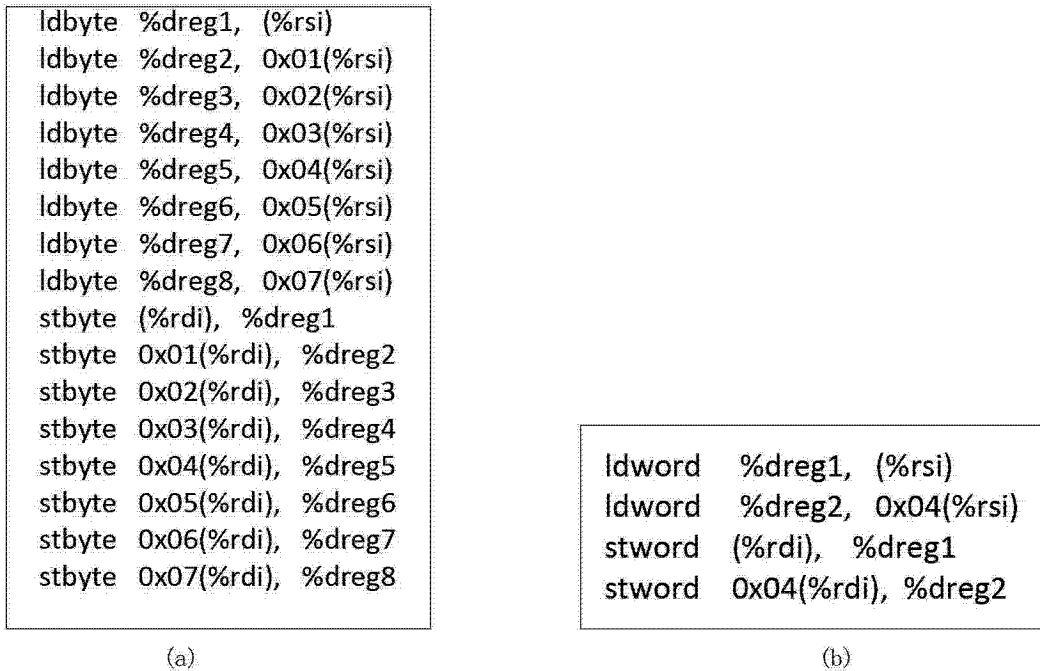 ldbyte %dreg1, (%rsi)
ldbyte %dreg2, 0x01(%rsi)
ldbyte %dreg3, 0x02(%rsi)
ldbyte %dreg4, 0x03(%rsi)
ldbyte %dreg5, 0x04(%rsi)
ldbyte %dreg6, 0x05(%rsi)
ldbyte %dreg7, 0x06(%rsi)
ldbyte %dreg8, 0x07(%rsi)
stbyte (%rdi), %dreg1
stbyte 0x01(%rdi), %dreg2
stbyte 0x02(%rdi), %dreg3
stbyte 0x03(%rdi), %dreg4
stbyte 0x04(%rdi), %dreg5
stbyte 0x05(%rdi), %dreg6
stbyte 0x06(%rdi), %dreg7
stbyte 0x07(%rdi), %dreg8
(a)
ldword %dreg1, (%rsi)
ldword %dreg2, 0x04(%rsi)
stword (%rdi), %dreg1
stword 0x04(%rdi), %dreg2
(b)